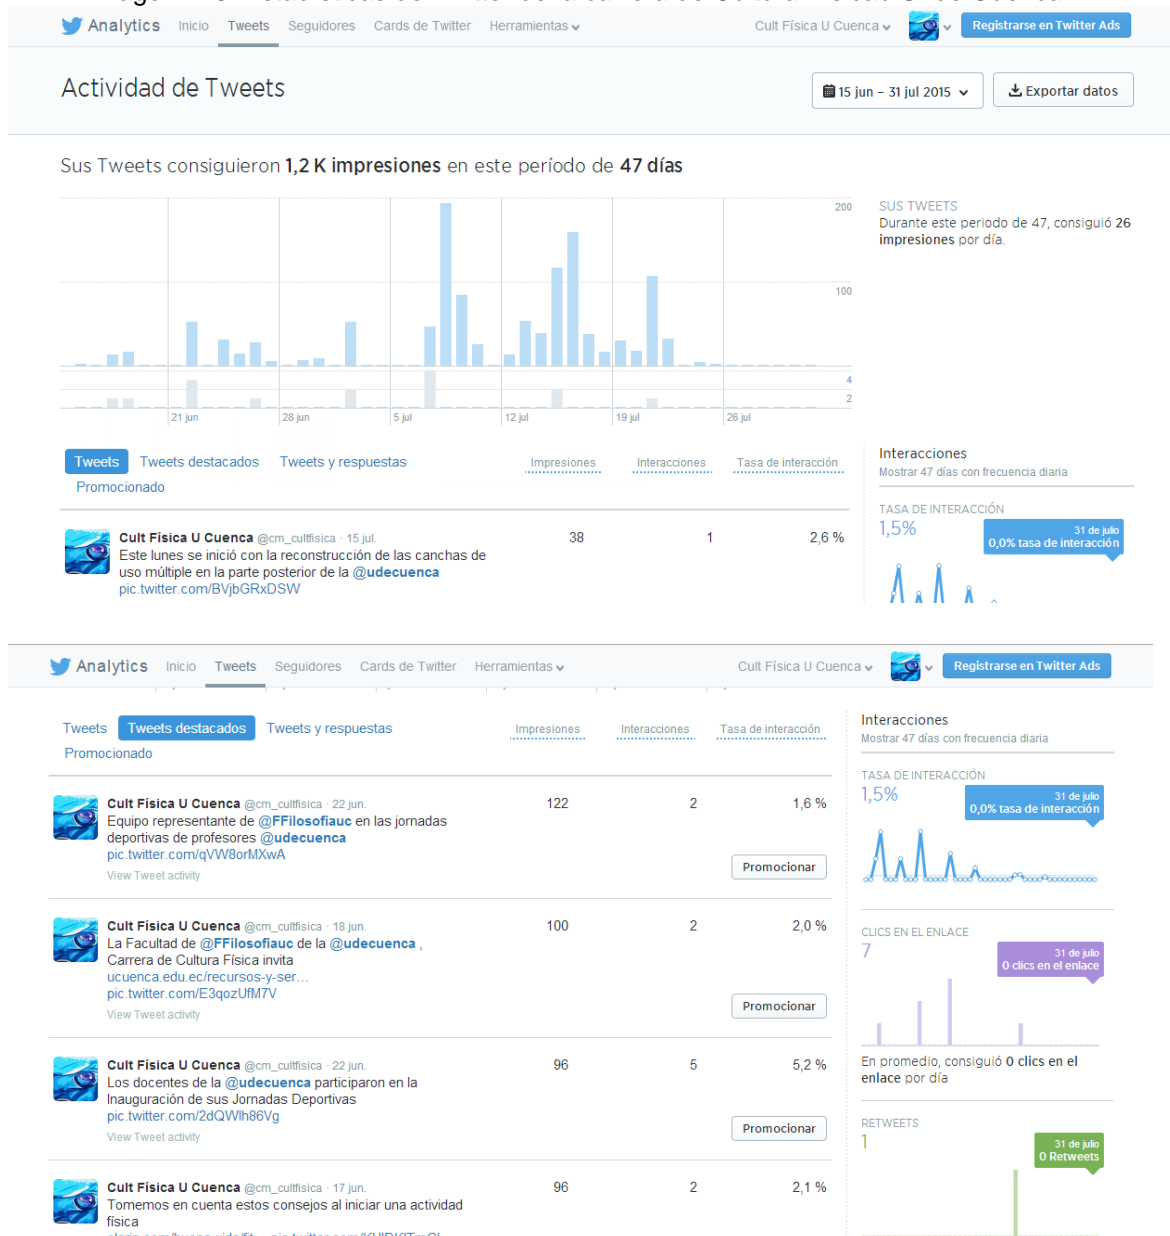 Analytics Inicio Tweets Seguidores Cards de Twitter Herramientas Cult Física U Cuenca Registrarse en Twitter Ads
Actividad de Tweets
15 jun – 31 jul 2015 Exportar datos
Sus Tweets consiguieron 1,2 K impresiones en este período de 47 días
200
100
4
2
21 jun 28 jun 5 jul 12 jul 19 jul 26 jul
SUS TWEETS
Durante este periodo de 47, consiguió 26
impresiones por día.
Tweets Tweets destacados Tweets y respuestas Impresiones Interacciones Tasa de interacción
Promocionado
Cult Física U Cuenca @cm_cultfisica · 15 jul. 38 1 2,6 %
Este lunes se inició con la reconstrucción de las canchas de
uso múltiple en la parte posterior de la @udecuenca
pic.twitter.com/BVjbGRxDSW
Interacciones
Mostrar 47 días con frecuencia diaria
TASA DE INTERACCIÓN
1,5%
31 de julio
0,0% tasa de interacción
Analytics Inicio Tweets Seguidores Cards de Twitter Herramientas Cult Física U Cuenca Registrarse en Twitter Ads
Tweets Tweets destacados Tweets y respuestas Impresiones Interacciones Tasa de interacción
Promocionado
Cult Física U Cuenca @cm_cultfisica · 22 jun. 122 2 1,6 %
Equipo representante de @FFilosofiauc en las jornadas
deportivas de profesores @udecuenca
pic.twitter.com/qVW8orMXwA
View Tweet activity
Promocionar
Cult Física U Cuenca @cm_cultfisica · 18 jun. 100 2 2,0 %
La Facultad de @FFilosofiauc de la @udecuenca ,
Carrera de Cultura Física invita
ucuenca.edu.ec/recursos-y-ser…
pic.twitter.com/E3qozUfM7V
View Tweet activity
Promocionar
Cult Física U Cuenca @cm_cultfisica · 22 jun. 96 5 5,2 %
Los docentes de la @udecuenca participaron en la
Inauguración de sus Jornadas Deportivas
pic.twitter.com/2dQWlh86Vg
View Tweet activity
Promocionar
Cult Física U Cuenca @cm_cultfisica · 17 jun. 96 2 2,1 %
Tomemos en cuenta estos consejos al iniciar una actividad
física
Interacciones
Mostrar 47 días con frecuencia diaria
TASA DE INTERACCIÓN
1,5%
31 de julio
0,0% tasa de interacción
CLICS EN EL ENLACE
7
31 de julio
0 clics en el enlace
En promedio, consiguió 0 clics en el
enlace por día
RETWEETS
1
31 de julio
0 Retweets